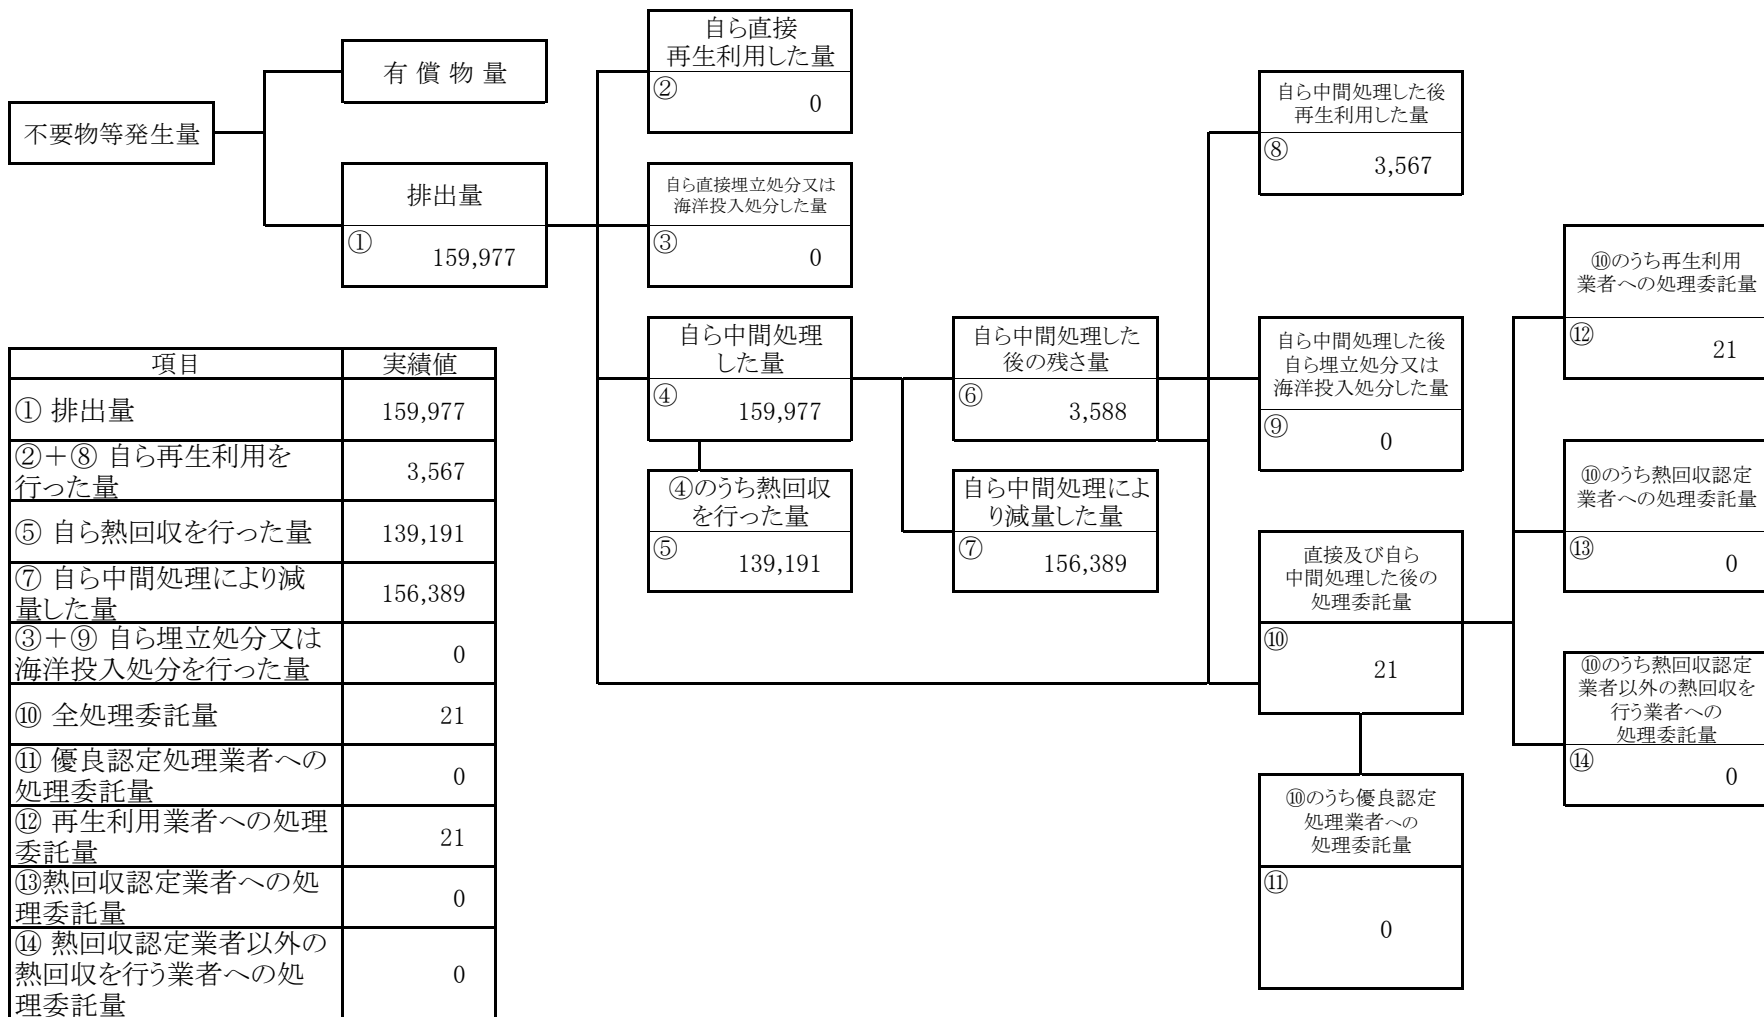 不要物等発生量
有 償 物 量
排出量
① 159,977
自ら直接
再生利用した量
② 0
自ら直接埋立処分又は
海洋投入処分した量
③ 0
自ら中間処理
した量
④ 159,977
④のうち熱回収
を行った量
⑤ 139,191
自ら中間処理した
後の残さ量
⑥ 3,588
自ら中間処理によ
り減量した量
⑦ 156,389
自ら中間処理した後
再生利用した量
⑧ 3,567
自ら中間処理した後
自ら埋立処分又は
海洋投入処分した量
⑨ 0
直接及び自ら
中間処理した後の
処理委託量
⑩ 21
⑩のうち優良認定
処理業者への
処理委託量
⑪ 0
⑩のうち再生利用
業者への処理委託量
⑫ 21
⑩のうち熱回収認定
業者への処理委託量
⑬ 0
⑩のうち熱回収認定
業者以外の熱回収を
行う業者への
処理委託量
⑭ 0
項目 実績値
① 排出量 159,977
②＋⑧ 自ら再生利用を
行った量 3,567
⑤ 自ら熱回収を行った量 139,191
⑦ 自ら中間処理により減
量した量 156,389
③＋⑨ 自ら埋立処分又は
海洋投入処分を行った量 0
⑩ 全処理委託量 21
⑪ 優良認定処理業者への
処理委託量 0
⑫ 再生利用業者への処理
委託量 21
⑬熱回収認定業者への処
理委託量 0
⑭ 熱回収認定業者以外の
熱回収を行う業者への処
理委託量 0